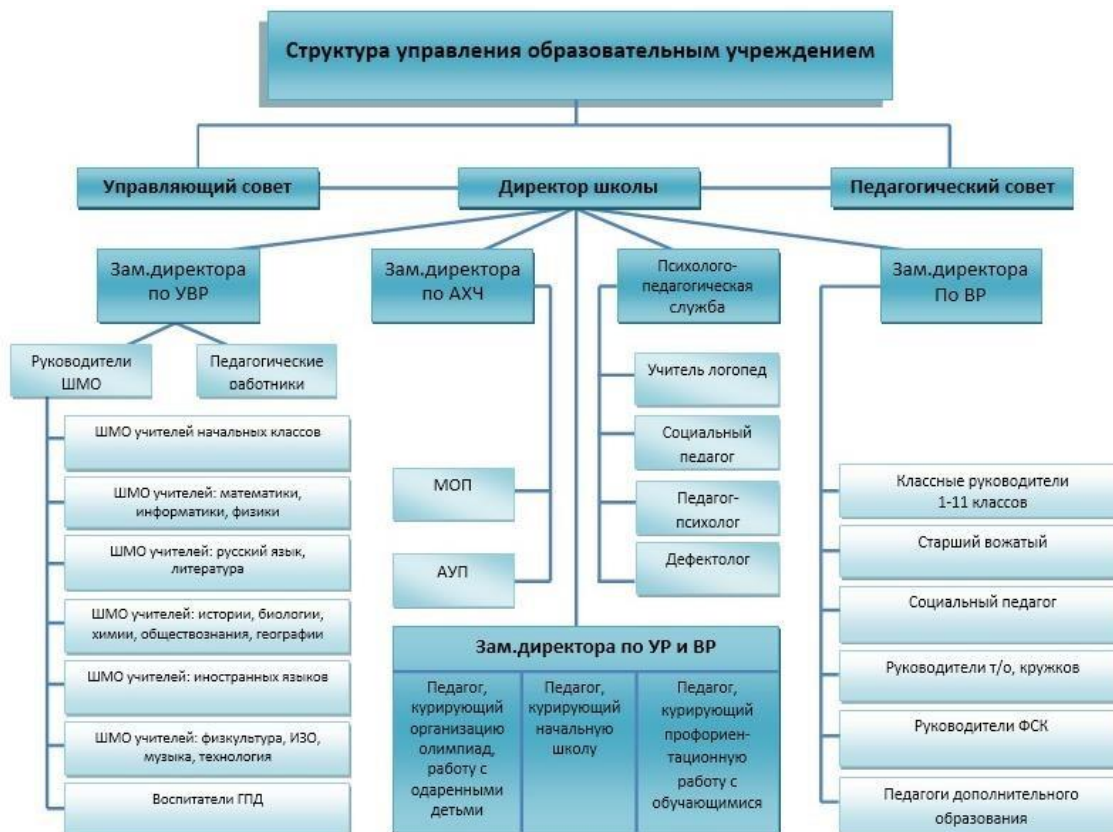 Структура управления образовательным учреждением
Управляющий совет
Директор школы
Педагогический совет
Зам.директора
по УВР
Зам.директора
по АХЧ
Психолого-
педагогическая
служба
Зам.директора
По ВР
Руководители
ШМО
Педагогические
работники
ШМО учителей начальных классов
ШМО учителей: математики,
информатики, физики
ШМО учителей: русский язык,
литература
ШМО учителей: истории, биологии,
химии, обществознания, географии
ШМО учителей: иностранных языков
ШМО учителей: физкультура, ИЗО,
музыка, технология
Воспитатели ГПД
МОП
АУП
Учитель логопед
Социальный
педагог
Педагог-
психолог
Дефектолог
Зам.директора по УР и ВР
Педагог,
курирующий
организацию
олимпиад,
работу с
одаренными
детьми
Педагог,
курирующий
начальную
школу
Педагог,
курирующий
профориен-
тационную
работу с
обучающимися
Классные руководители
1-11 классов
Старший вожатый
Социальный педагог
Руководители т/о, кружков
Руководители ФСК
Педагоги дополнительного
образования